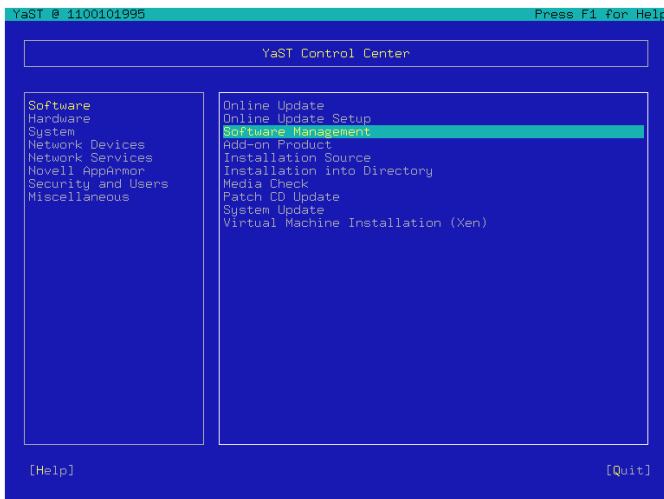 YaST @ 1100101995 Press F1 for Help
YaST Control Center
Software
Hardware
System
Network Devices
Network Services
Novell AppArmor
Security and Users
Miscellaneous
Online Update
Online Update Setup
Software Management
Add-on Product
Installation Source
Installation into Directory
Media Check
Patch CD Update
System Update
Virtual Machine Installation (Xen)
[Help] [Quit]